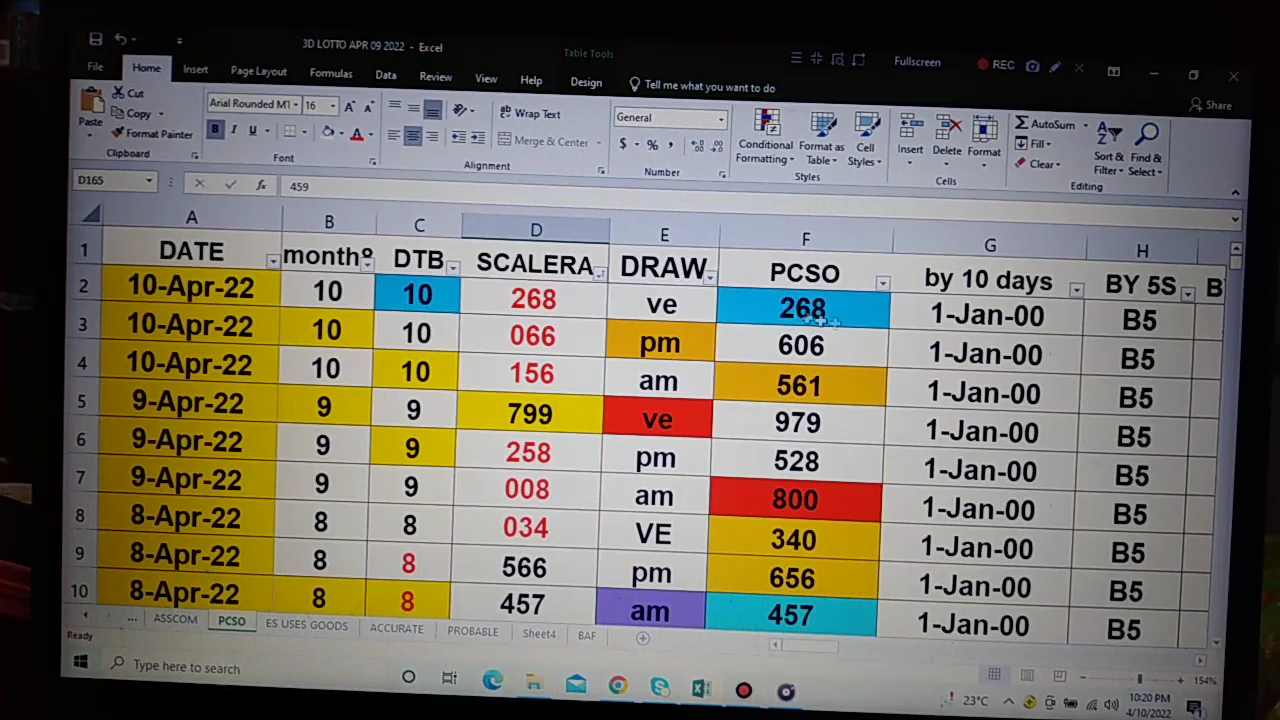 3D LOTTO APR 09 2022 - Excel
Table Tools
Fullscreen
REC
File Home Insert Page Layout Formulas Data Review View Help Design Tell me what you want to do
Share
Paste
Cut
Copy
Format Painter
Clipboard
Arial Rounded MT 16
B I U
Font
Wrap Text
Merge & Center
Alignment
General
$ % ,
Number
Conditional Formatting
Format as Table
Cell Styles
Styles
Insert Delete Format
Cells
AutoSum
Fill
Clear
Sort & Filter
Find & Select
Editing
D165 fx 459
A B C D E F G H
1 DATE month DTB SCALERA DRAW PCSO by 10 days BY 5S B
2 10-Apr-22 10 10 268 ve 268 1-Jan-00 B5
3 10-Apr-22 10 10 066 pm 606 1-Jan-00 B5
4 10-Apr-22 10 10 156 am 561 1-Jan-00 B5
5 9-Apr-22 9 9 799 ve 979 1-Jan-00 B5
6 9-Apr-22 9 9 258 pm 528 1-Jan-00 B5
7 9-Apr-22 9 9 008 am 800 1-Jan-00 B5
8 8-Apr-22 8 8 034 VE 340 1-Jan-00 B5
9 8-Apr-22 8 8 566 pm 656 1-Jan-00 B5
10 8-Apr-22 8 8 457 am 457 1-Jan-00 B5
... ASSCOM PCSO ES USES GOODS ACCURATE PROBABLE Sheet4 BAF
Ready
154%
Type here to search
23°C
10:20 PM
4/10/2022